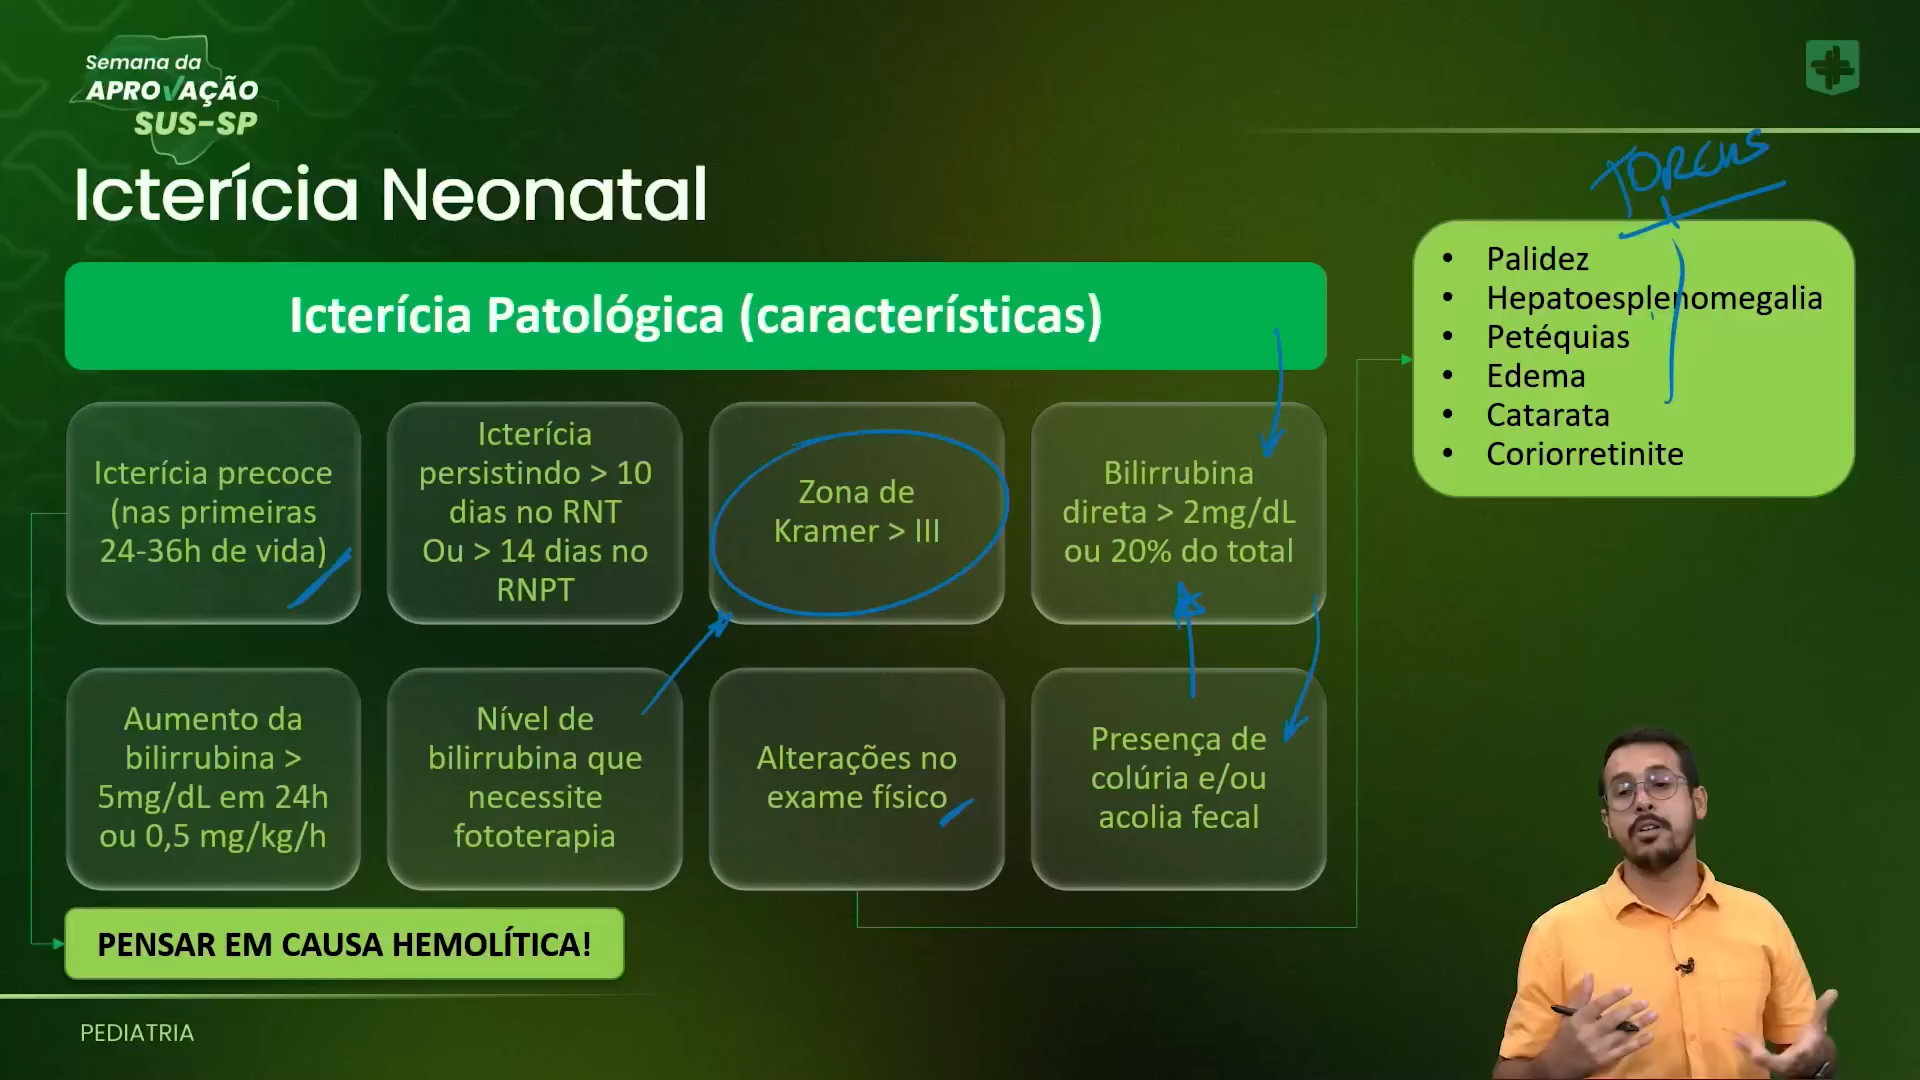 Semana da
APROVAÇÃO
SUS-SP
Icterícia Neonatal
TORCHS
Icterícia Patológica (características)
• Palidez
• Hepatoesplenomegalia
• Petéquias
• Edema
• Catarata
• Coriorretinite
Icterícia precoce
(nas primeiras
24-36h de vida)
Icterícia
persistindo > 10
dias no RNT
Ou > 14 dias no
RNPT
Zona de
Kramer > III
Bilirrubina
direta > 2mg/dL
ou 20% do total
Aumento da
bilirrubina >
5mg/dL em 24h
ou 0,5 mg/kg/h
Nível de
bilirrubina que
necessite
fototerapia
Alterações no
exame físico
Presença de
colúria e/ou
acolia fecal
PENSAR EM CAUSA HEMOLÍTICA!
PEDIATRIA